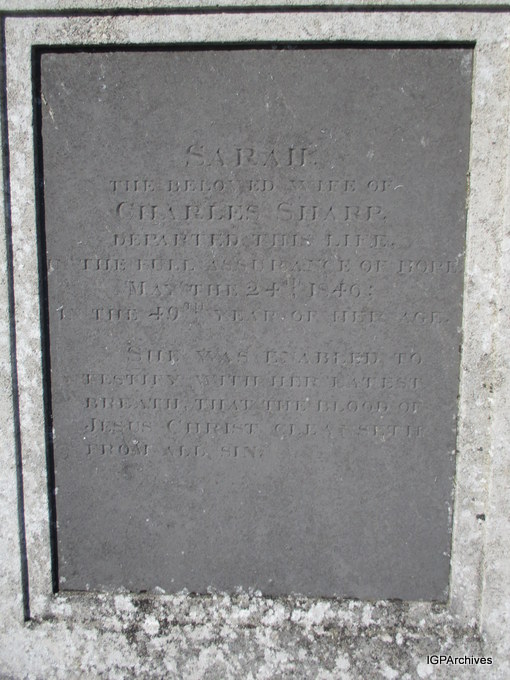 SARAH.
THE BELOVED WIFE OF
CHARLES SHARP,
DEPARTED THIS LIFE,
IN THE FULL ASSURANCE OF HOPE
MAY THE 24TH 1846:
IN THE 49TH YEAR OF HER AGE.
SHE WAS ENABLED TO
TESTIFY WITH HER LATEST
BREATH, THAT THE BLOOD OF
JESUS CHRIST CLEANSETH
FROM ALL SIN.
IGPArchives